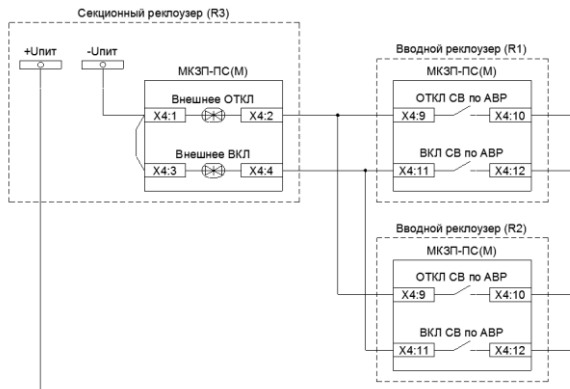 Секционный реклоузер (R3)
+Uпит
-Uпит
МКЗП-ПС(М)
Внешнее ОТКЛ
X4:1
X4:2
Внешнее ВКЛ
X4:3
X4:4
Вводной реклоузер (R1)
МКЗП-ПС(М)
ОТКЛ СВ по АВР
X4:9
X4:10
ВКЛ СВ по АВР
X4:11
X4:12
Вводной реклоузер (R2)
МКЗП-ПС(М)
ОТКЛ СВ по АВР
X4:9
X4:10
ВКЛ СВ по АВР
X4:11
X4:12